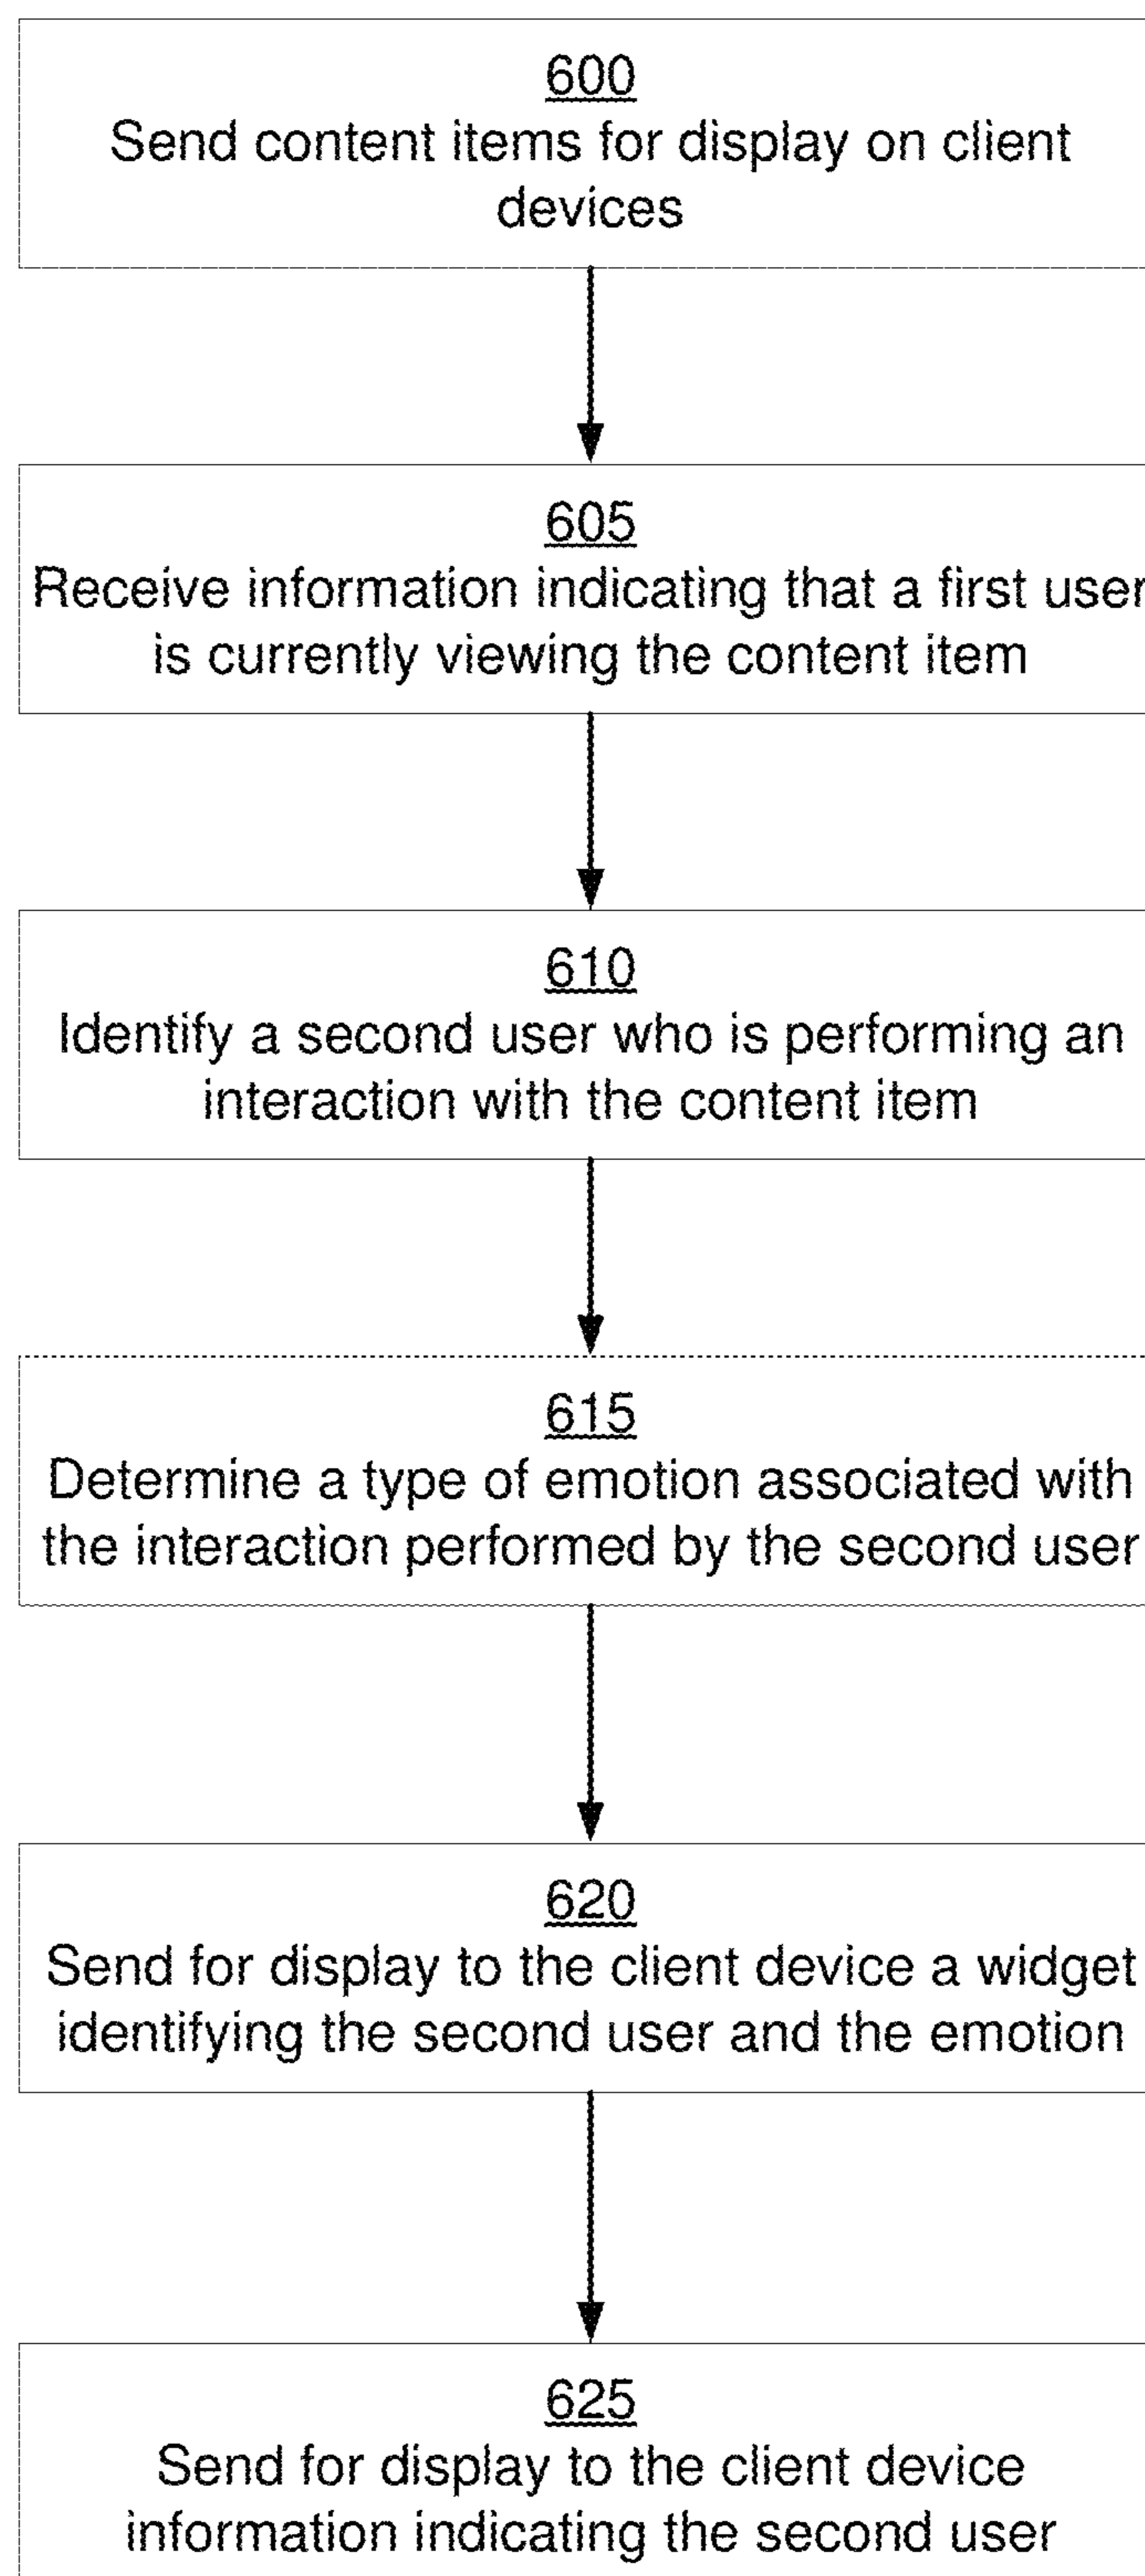 600
Send content items for display on client
devices
605
Receive information indicating that a first user
is currently viewing the content item
610
Identify a second user who is performing an
interaction with the content item
615
Determine a type of emotion associated with
the interaction performed by the second user
620
Send for display to the client device a widget
identifying the second user and the emotion
625
Send for display to the client device
information indicating the second user